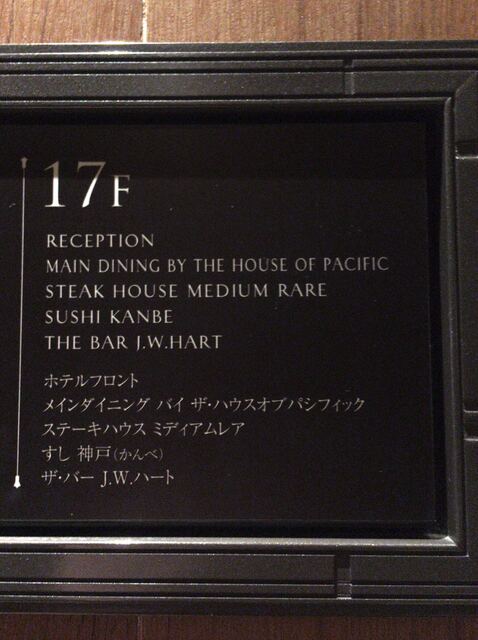 17F
RECEPTION
MAIN DINING BY THE HOUSE OF PACIFIC
STEAK HOUSE MEDIUM RARE
SUSHI KANBE
THE BAR J.W.HART
ホテルフロント
メインダイニング バイ ザ・ハウスオブパシフィック
ステーキハウス ミディアムレア
すし 神戸(かんべ)
ザ・バー J.W.ハート